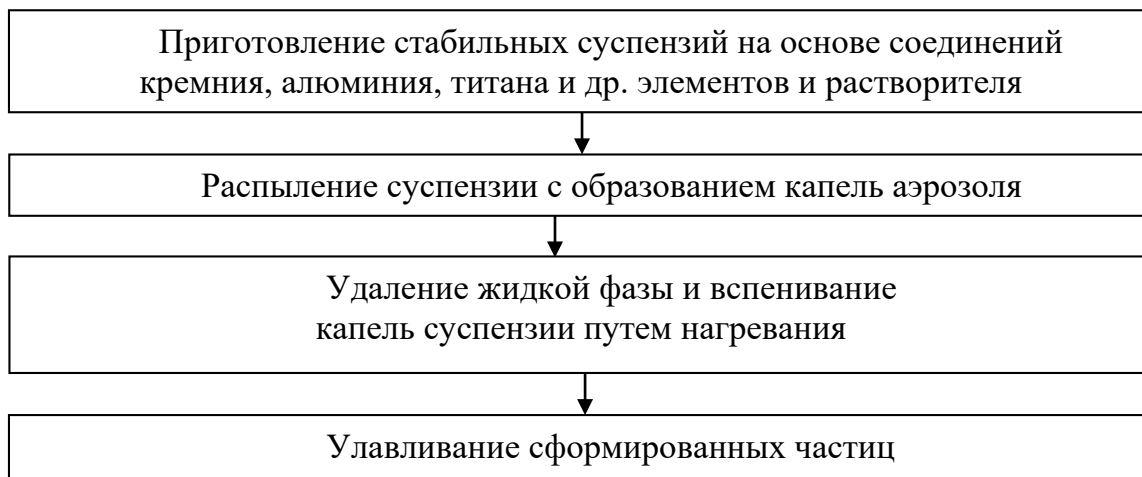 Приготовление стабильных суспензий на основе соединений
кремния, алюминия, титана и др. элементов и растворителя
Распыление суспензии с образованием капель аэрозоля
Удаление жидкой фазы и вспенивание
капель суспензии путем нагревания
Улавливание сформированных частиц